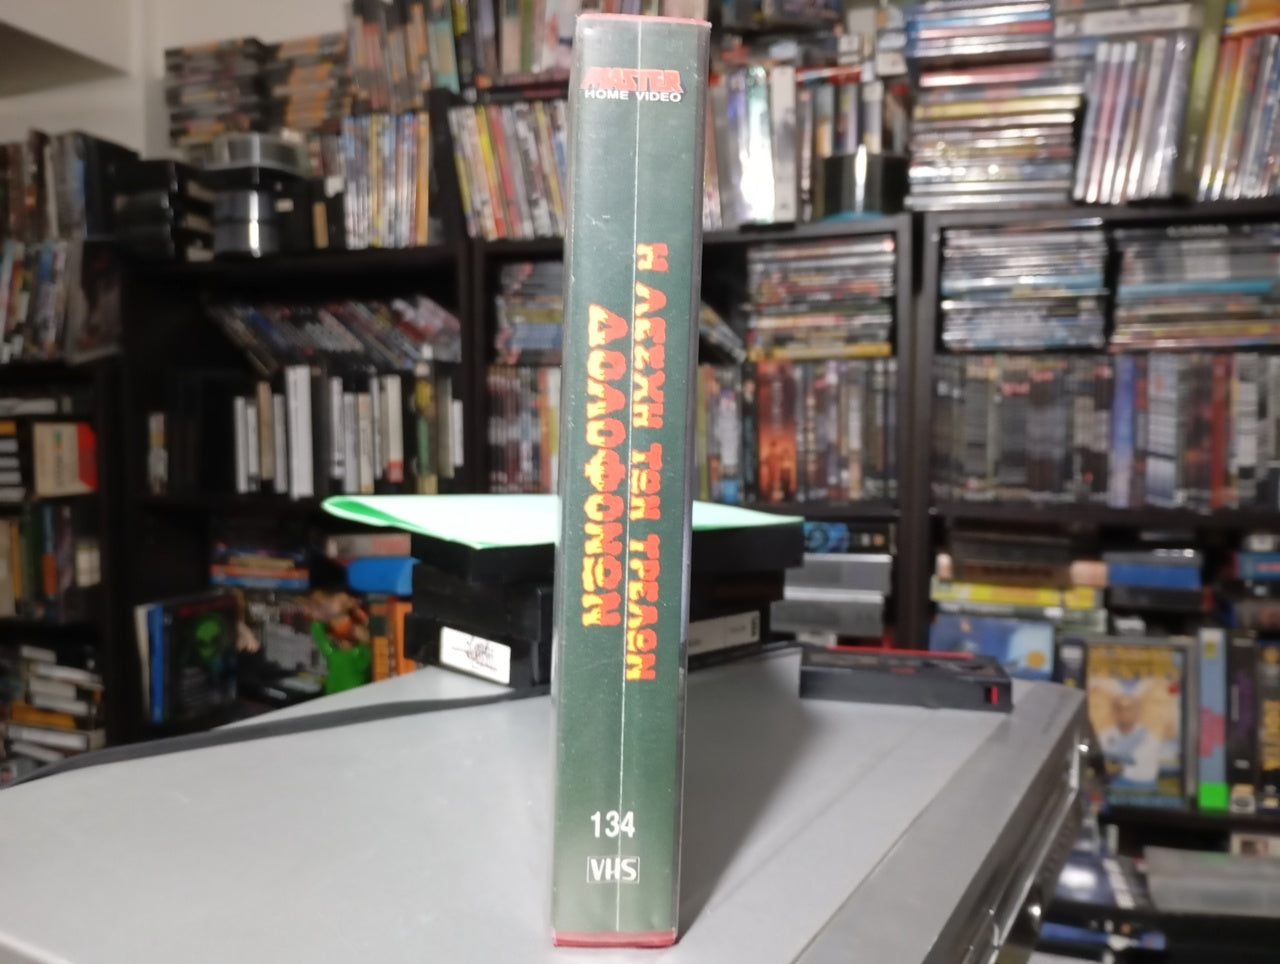 MASTER
HOME VIDEO
Η ΛΕΣΧΗ ΤΩΝ ΤΡΕΛΩΝ
ΔΟΛΟΦΟΝΩΝ
134
VHS